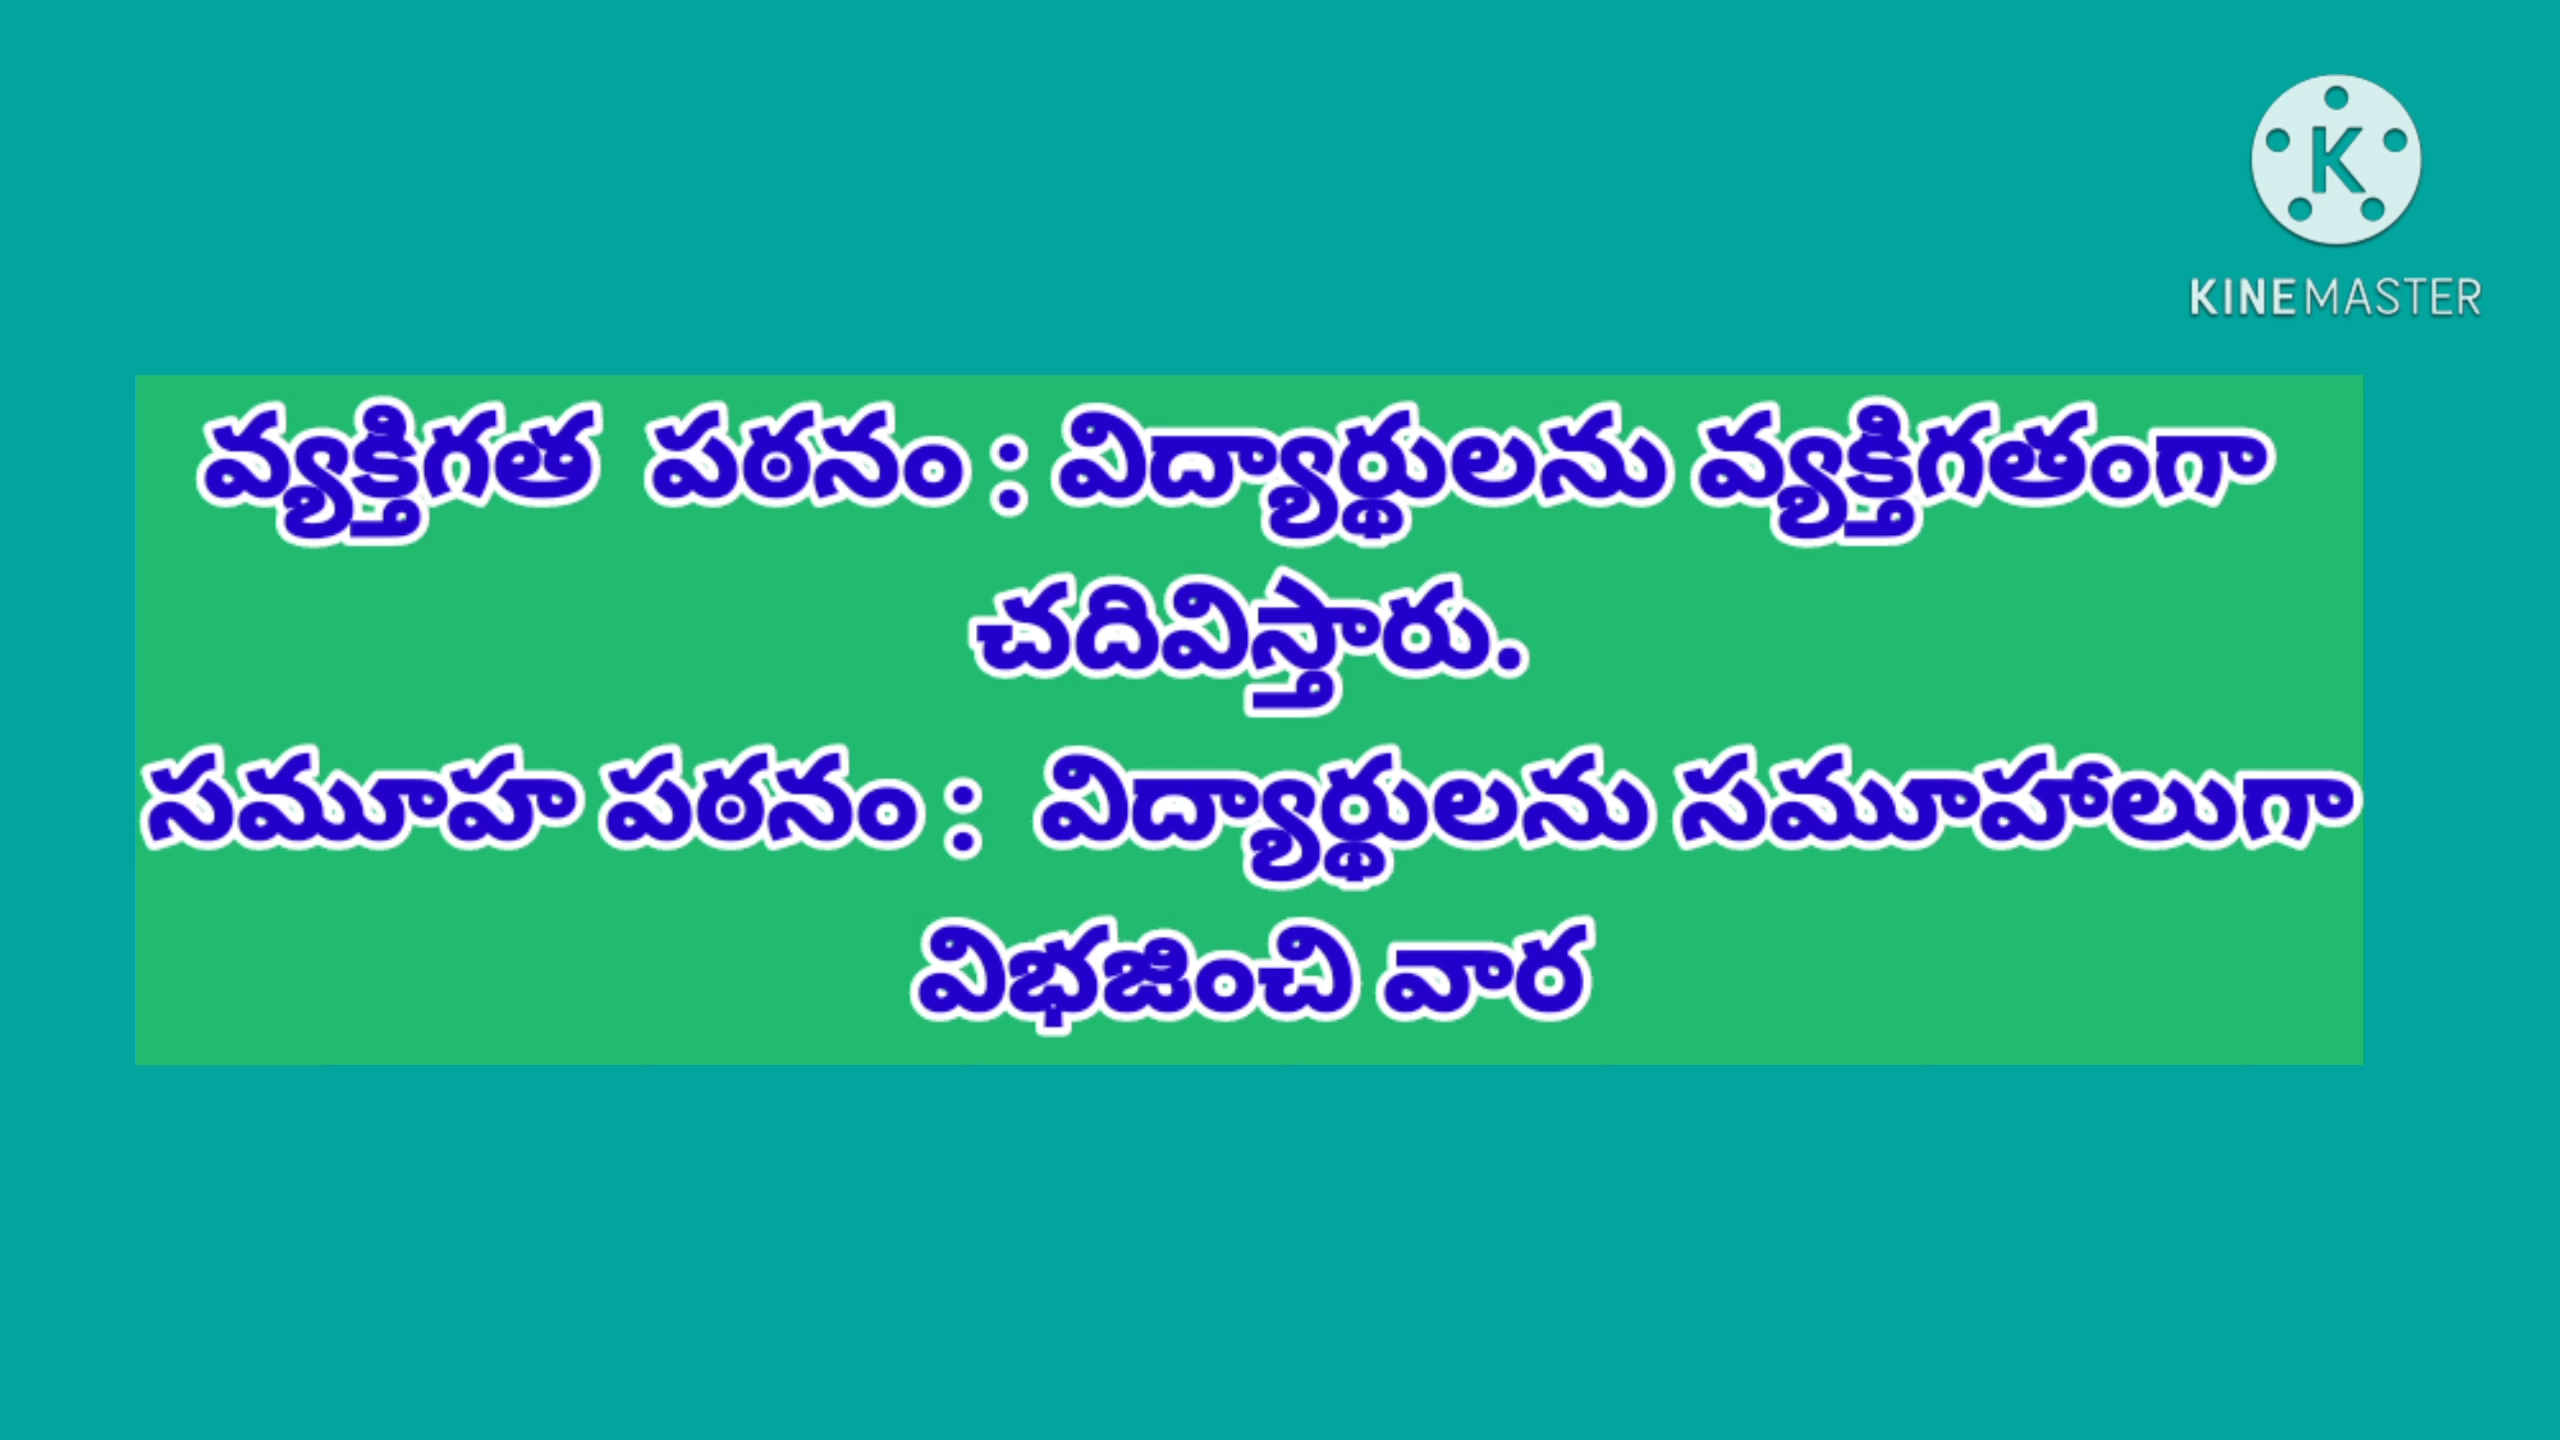 K
KINEMASTER
వ్యక్తిగత పఠనం : విద్యార్థులను వ్యక్తిగతంగా
చదివిస్తారు.
సమూహ పఠనం : విద్యార్థులను సమూహాలుగా
విభజించి వార